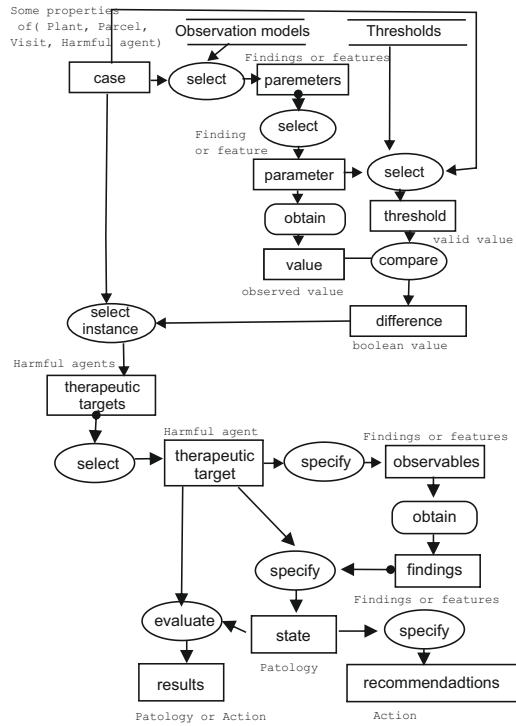 Some properties
of( Plant, Parcel,
Visit, Harmful agent)
Observation models
Thresholds
Findings or features
case
select
paremeters
Finding
or feature
select
parameter
select
obtain
threshold
valid value
value
compare
observed value
select
instance
difference
boolean value
Harmful agents
therapeutic
targets
Harmful agent
Findings or features
select
therapeutic
target
specify
observables
obtain
specify
findings
Findings or features
evaluate
state
specify
Patology
results
recommendadtions
Patology or Action
Action